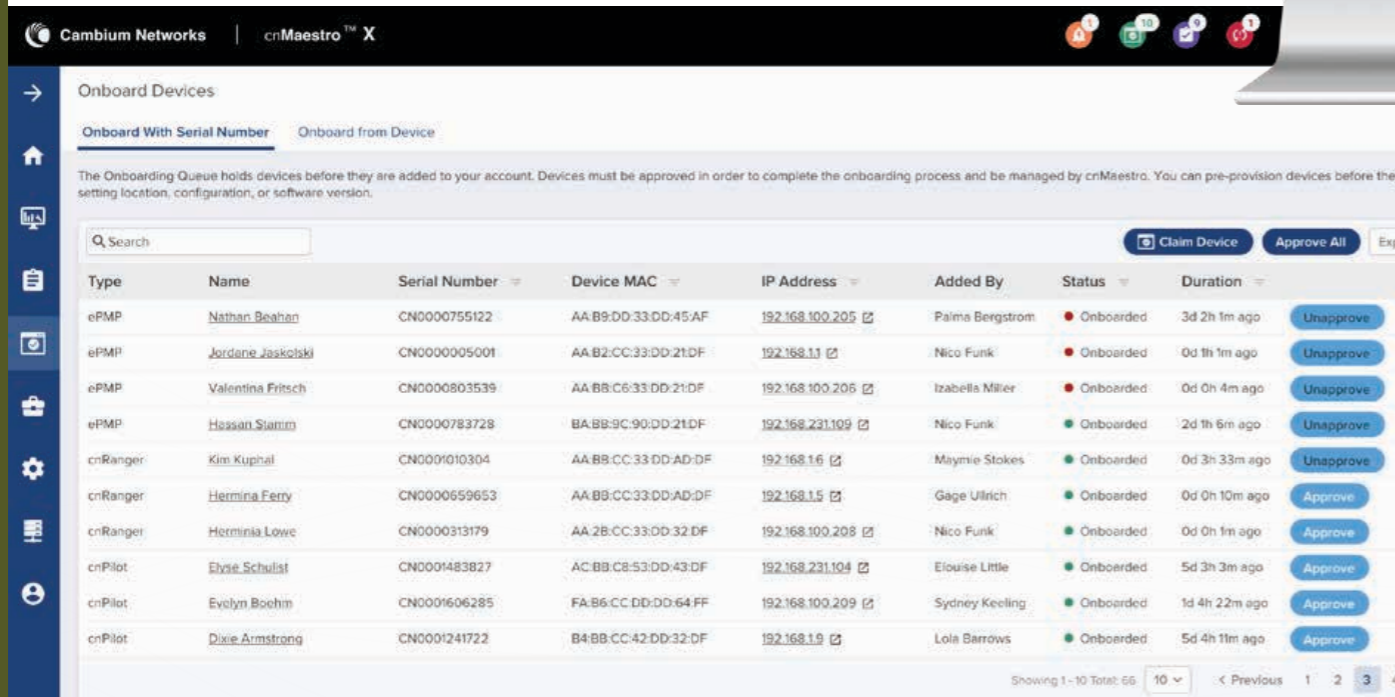 Cambium Networks | cnMaestro™ X 1 10 9 1
Onboard Devices
Onboard With Serial Number Onboard from Device
The Onboarding Queue holds devices before they are added to your account. Devices must be approved in order to complete the onboarding process and be managed by cnMaestro. You can pre-provision devices before the
setting location, configuration, or software version.
Search Claim Device Approve All Exp
Type Name Serial Number Device MAC IP Address Added By Status Duration
ePMP Nathan Beahan CN0000755122 AA:B9:DD:33:DD:45:AF 192.168.100.205 Palma Bergstrom Onboarded 3d 2h 1m ago Unapprove
ePMP Jordane Jaskolski CN0000005001 AA:B2:CC:33:DD:21:DF 192.168.1.1 Nico Funk Onboarded 0d 1h 1m ago Unapprove
ePMP Valentina Fritsch CN0000803539 AA:BB:C6:33:DD:21:DF 192.168.100.206 Izabella Miller Onboarded 0d 0h 4m ago Unapprove
ePMP Hassan Stamm CN0000783728 BA:BB:9C:90:DD:21:DF 192.168.231.109 Nico Funk Onboarded 2d 1h 6m ago Unapprove
cnRanger Kim Kuphal CN0001010304 AA:BB:CC:33:DD:AD:DF 192.168.1.6 Maymie Stokes Onboarded 0d 3h 33m ago Unapprove
cnRanger Hermina Ferry CN0000659653 AA:BB:CC:33:DD:AD:DF 192.168.1.5 Gage Ullrich Onboarded 0d 0h 10m ago Approve
cnRanger Herminia Lowe CN0000313179 AA:2B:CC:33:DD:32:DF 192.168.100.208 Nico Funk Onboarded 0d 0h 1m ago Approve
cnPilot Elyse Schulist CN0001483827 AC:BB:C8:53:DD:43:DF 192.168.231.104 Elouise Little Onboarded 5d 3h 3m ago Approve
cnPilot Evelyn Boehm CN0001606285 FA:B6:CC:DD:DD:64:FF 192.168.100.209 Sydney Keeling Onboarded 1d 4h 22m ago Approve
cnPilot Dixie Armstrong CN0001241722 B4:BB:CC:42:DD:32:DF 192.168.1.9 Lola Barrows Onboarded 5d 4h 11m ago Approve
Showing 1 - 10 Total: 66 10 < Previous 1 2 3